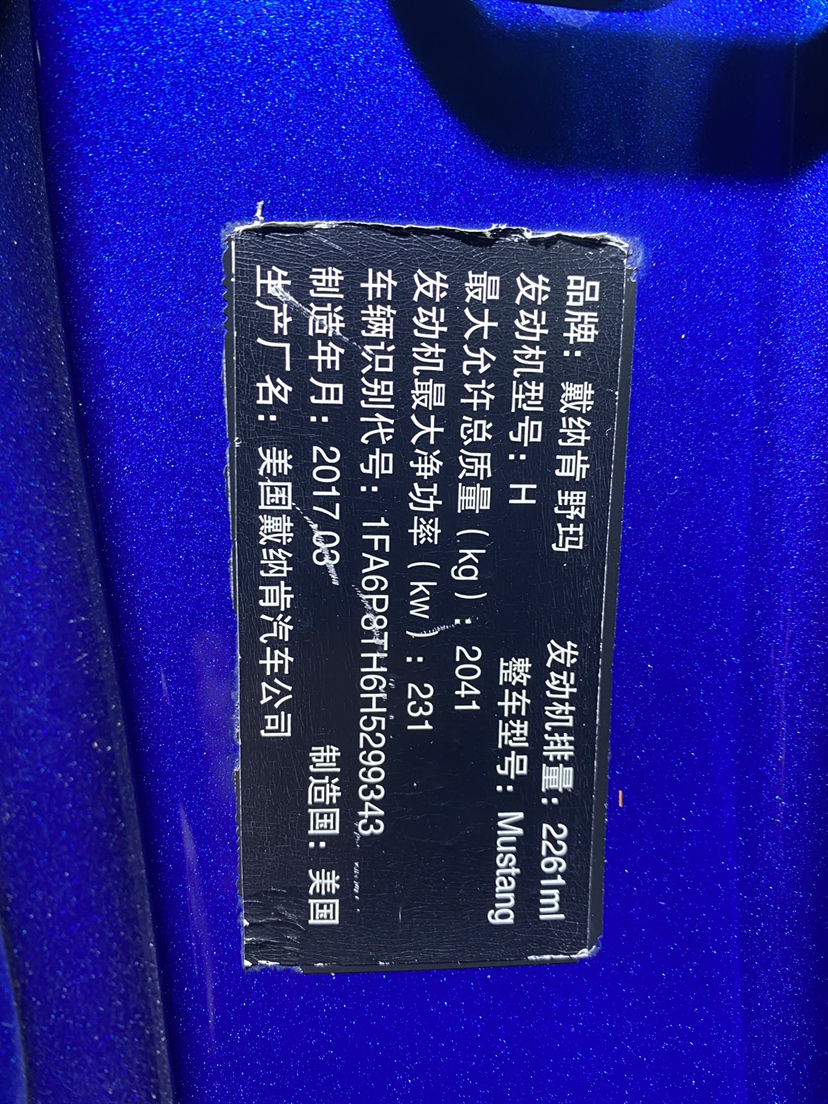 品牌：戴纳肯 野玛 发动机排量：2261ml
发动机型号：H 整车型号：Mustang
最大允许总质量（kg）：2041
发动机最大净功率（kw）：231
车辆识别代号：1FA6P8TH6H5299343
制造年月：2017.03 制造国：美国
生产厂名：美国戴纳肯汽车公司